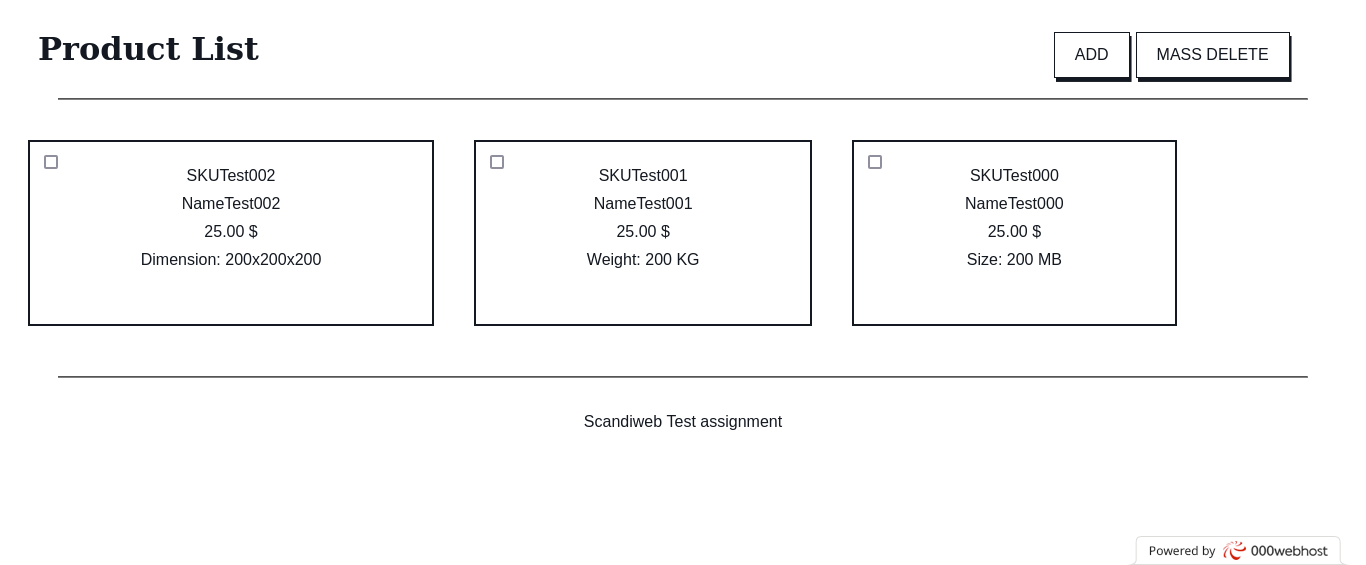 Product List
ADD
MASS DELETE
SKUTest002
NameTest002
25.00 $
Dimension: 200x200x200
SKUTest001
NameTest001
25.00 $
Weight: 200 KG
SKUTest000
NameTest000
25.00 $
Size: 200 MB
Scandiweb Test assignment
Powered by 000webhost